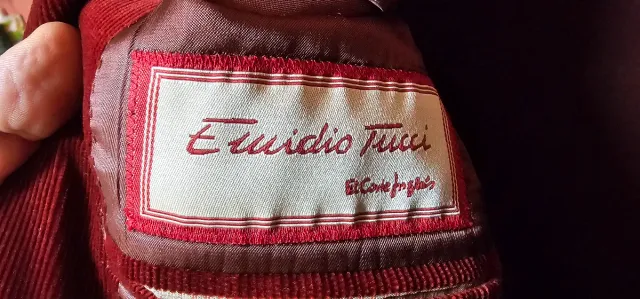 Emidio Tucci
El Corte Inglés